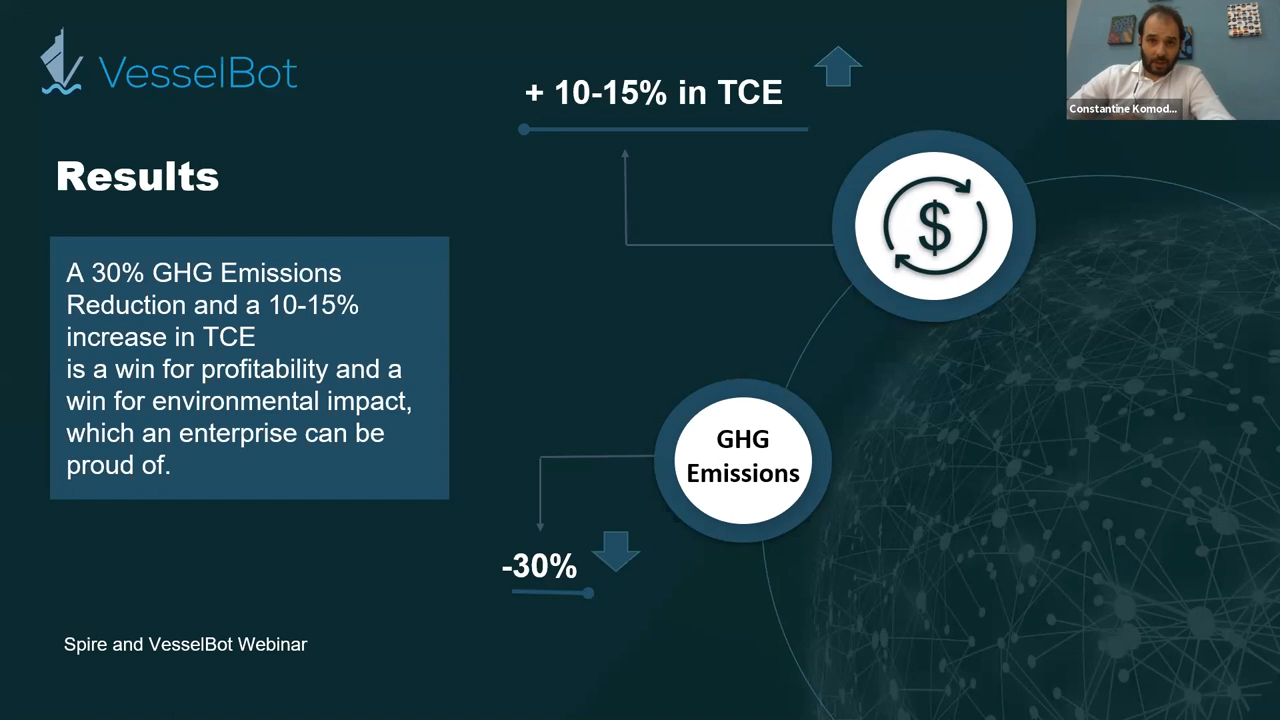 VesselBot
+ 10-15% in TCE
Constantine Komod...
Results
$
A 30% GHG Emissions
Reduction and a 10-15%
increase in TCE
is a win for profitability and a
win for environmental impact,
which an enterprise can be
proud of.
GHG
Emissions
-30%
Spire and VesselBot Webinar